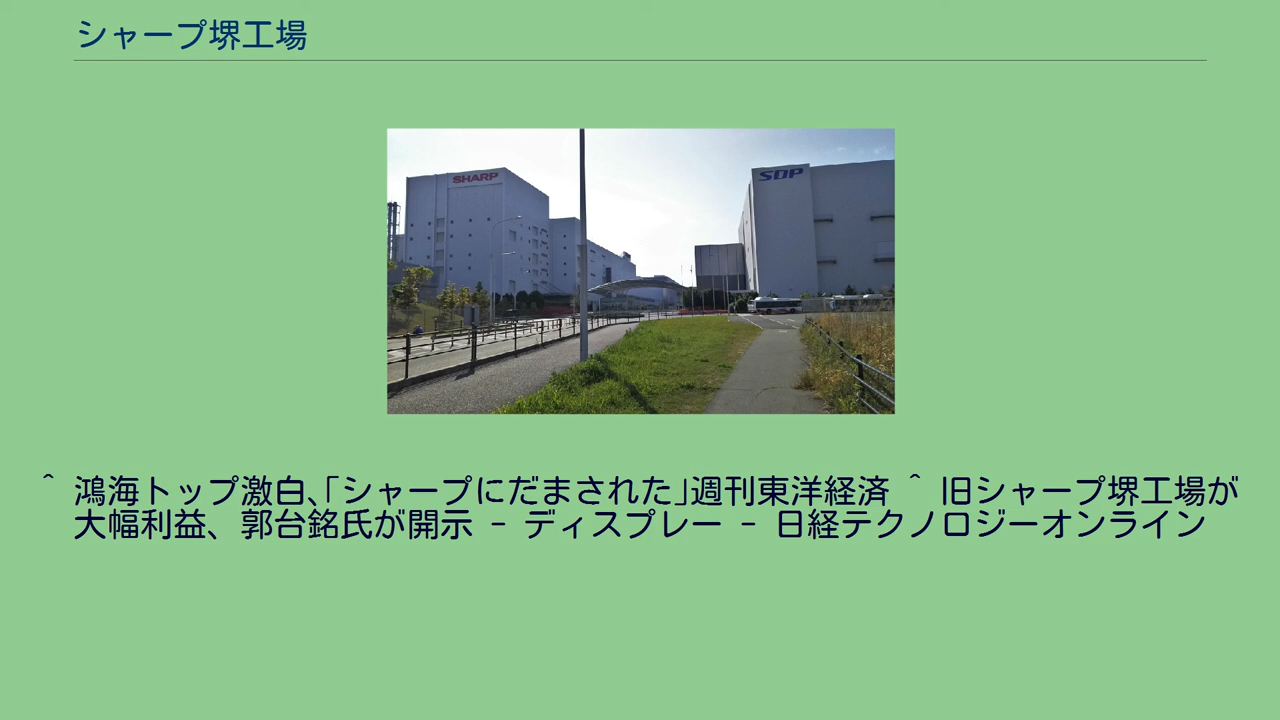 シャープ堺工場
SHARP
SDP
^ 鴻海トップ激白、｢シャープにだまされた｣週刊東洋経済 ^ 旧シャープ堺工場が
大幅利益、郭台銘氏が開示 - ディスプレー - 日経テクノロジーオンライン